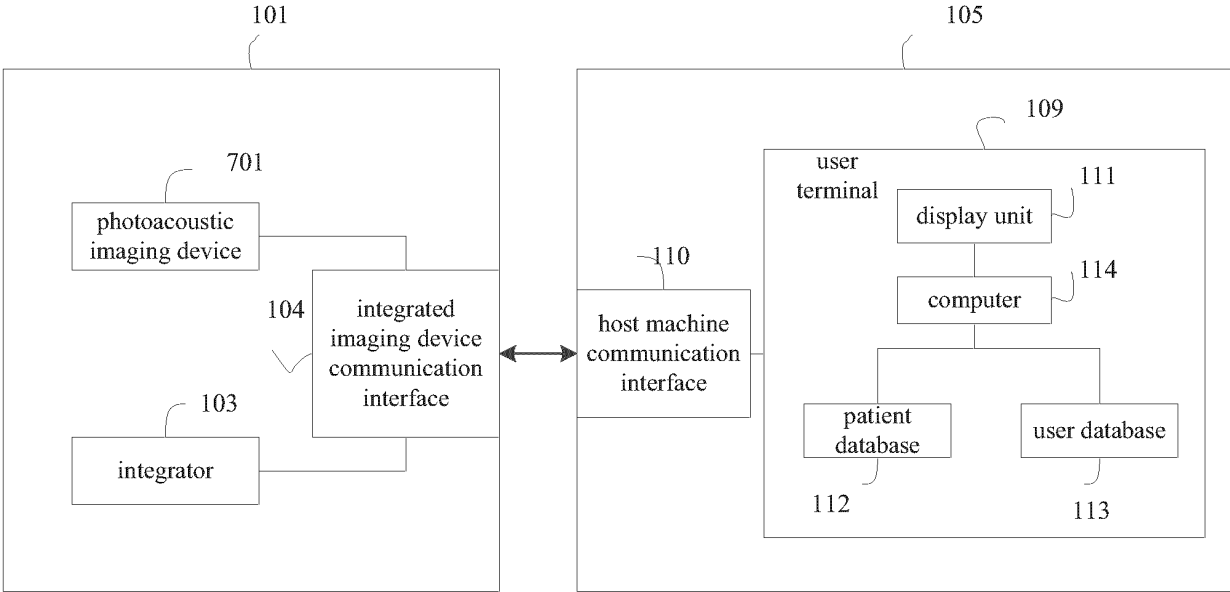 101
105
701
photoacoustic
imaging device
104
integrated
imaging device
communication
interface
103
integrator
110
host machine
communication
interface
109
user
terminal
111
display unit
114
computer
patient
database
112
user database
113